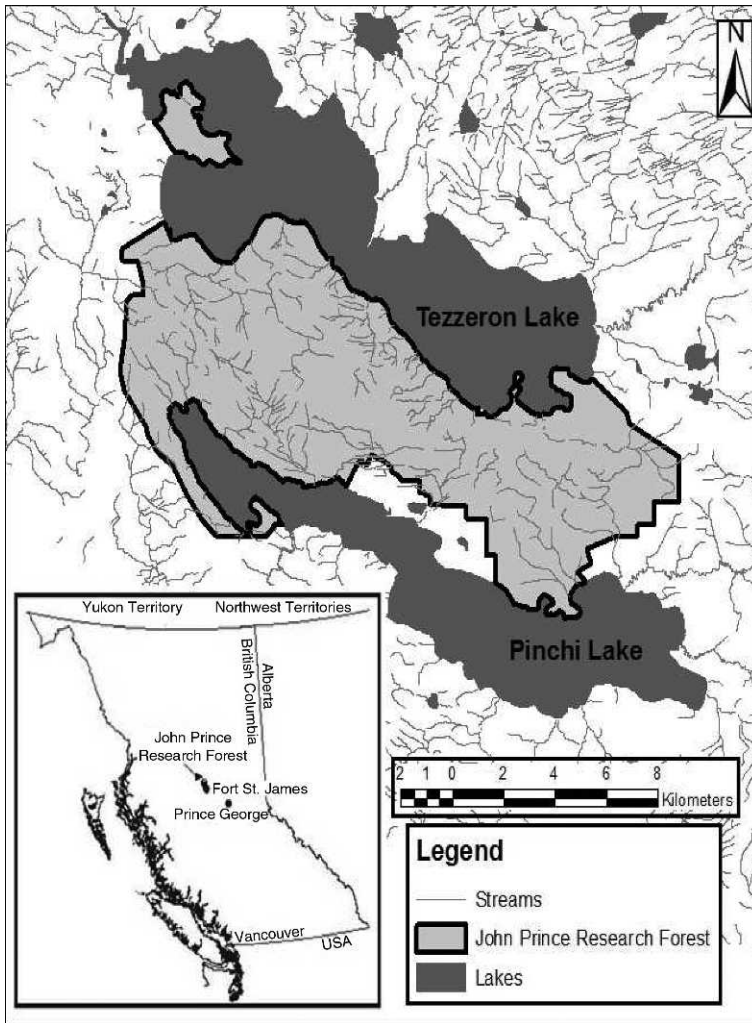 N
Tezzeron Lake
Pinchi Lake
Yukon Territory
Northwest Territories
British Columbia
Alberta
John Prince
Research Forest
Fort St. James
Prince George
Vancouver
USA
2 1 0 2 4 6 8
Kilometers
Legend
Streams
John Prince Research Forest
Lakes